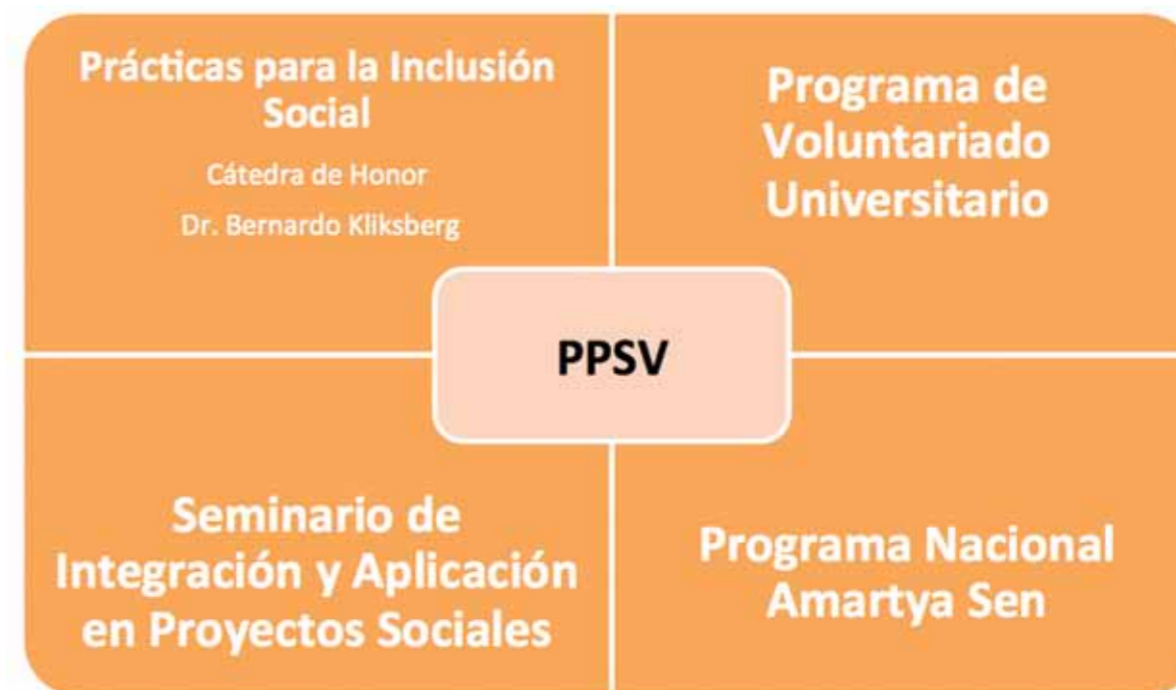 Prácticas para la Inclusión
Social
Cátedra de Honor
Dr. Bernardo Kliksberg
Programa de
Voluntariado
Universitario
PPSV
Seminario de
Integración y Aplicación
en Proyectos Sociales
Programa Nacional
Amartya Sen